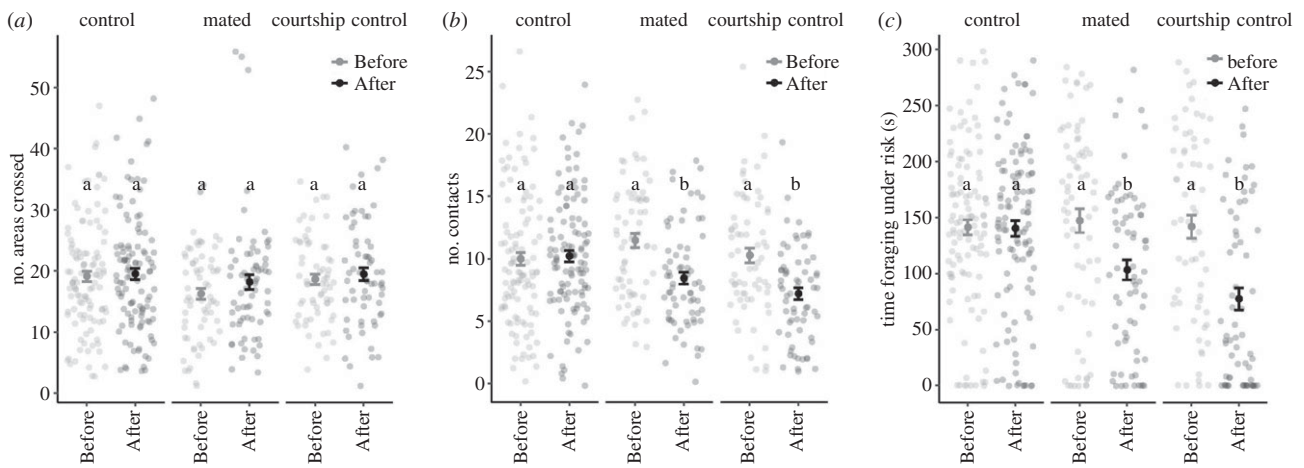 (a) control mated courtship control
Before
After
no. areas crossed
50
40
30
20
10
0
a a a a a a
Before After Before After Before After
(b) control mated courtship control
Before
After
no. contacts
25
20
15
10
5
0
a a a b a b
Before After Before After Before After
(c) control mated courtship control
before
After
time foraging under risk (s)
300
250
200
150
100
50
0
a a a b a b
Before After Before After Before After